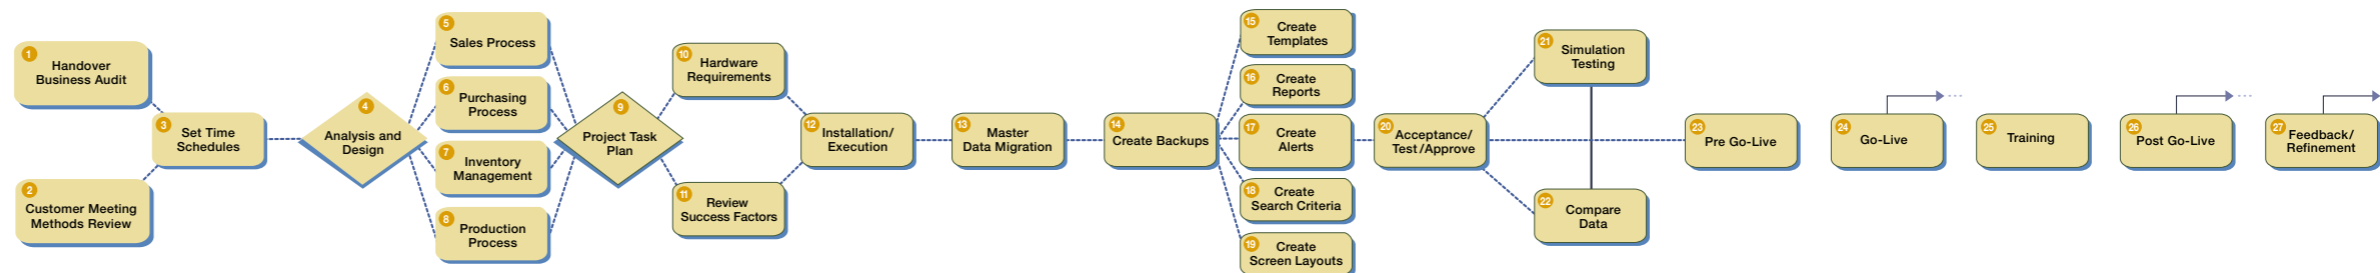 1
Handover
Business Audit
2
Customer Meeting
Methods Review
3
Set Time
Schedules
4
Analysis and
Design
5
Sales Process
6
Purchasing
Process
7
Inventory
Management
8
Production
Process
9
Project Task
Plan
10
Hardware
Requirements
11
Review
Success Factors
12
Installation/
Execution
13
Master
Data Migration
14
Create Backups
15
Create
Templates
16
Create
Reports
17
Create
Alerts
18
Create
Search Criteria
19
Create
Screen Layouts
20
Acceptance/
Test/Approve
21
Simulation
Testing
22
Compare
Data
23
Pre Go-Live
24
Go-Live
25
Training
26
Post Go-Live
27
Feedback/
Refinement